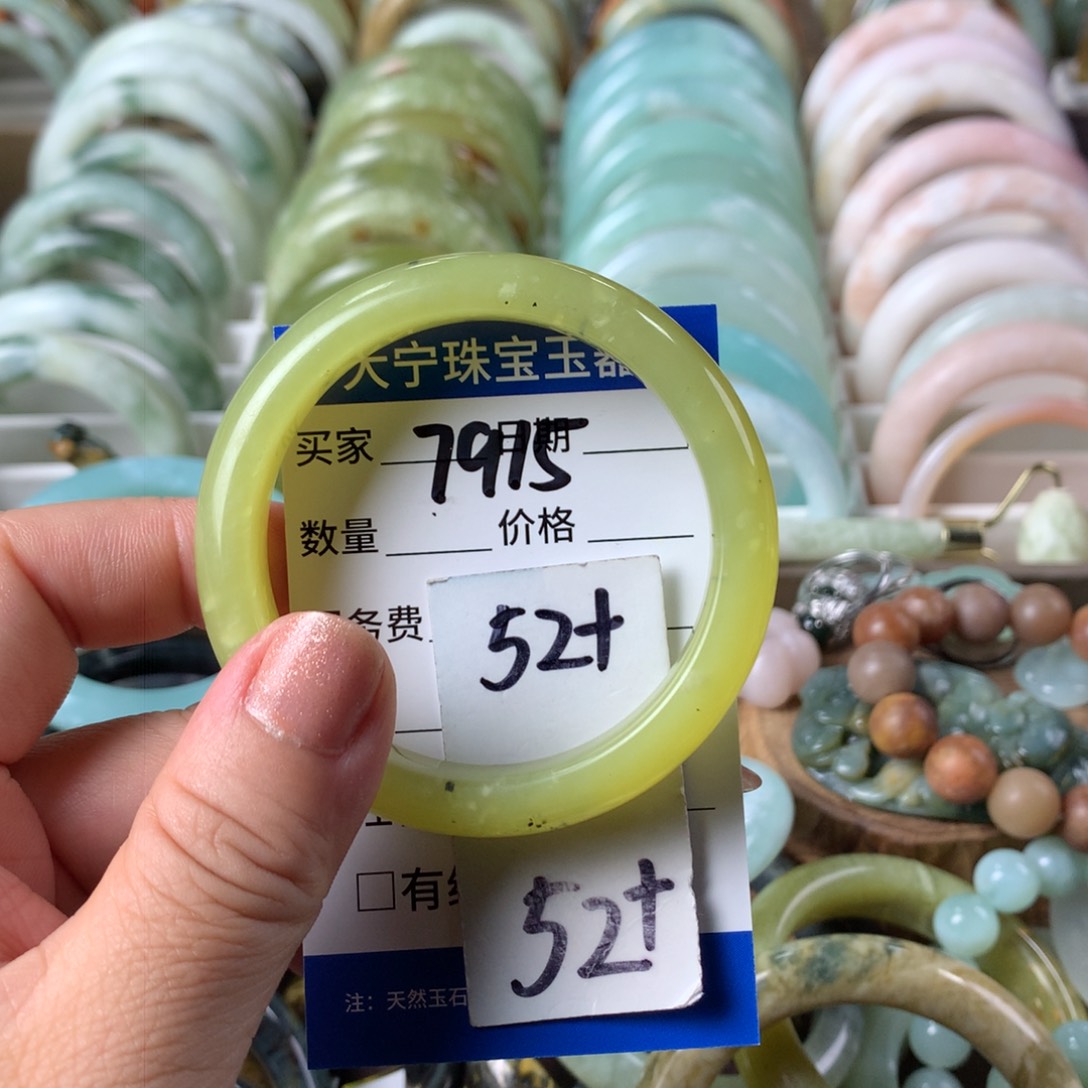 大宁珠宝玉器
买家 7915 日期
数量 价格
务费
52+
□有
52+
注：天然玉石